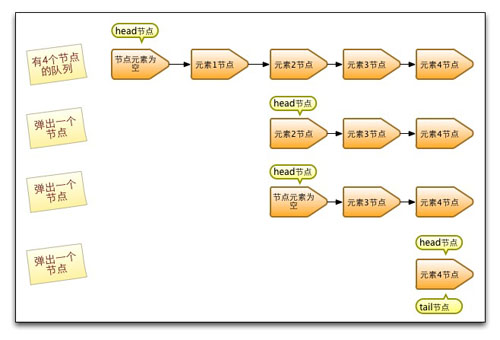 head节点
有4个节点
的队列
节点元素为
空
元素1节点
元素2节点
元素3节点
元素4节点
弹出一个
节点
head节点
元素2节点
元素3节点
元素4节点
弹出一个
节点
head节点
节点元素为
空
元素3节点
元素4节点
弹出一个
节点
head节点
元素4节点
tail节点